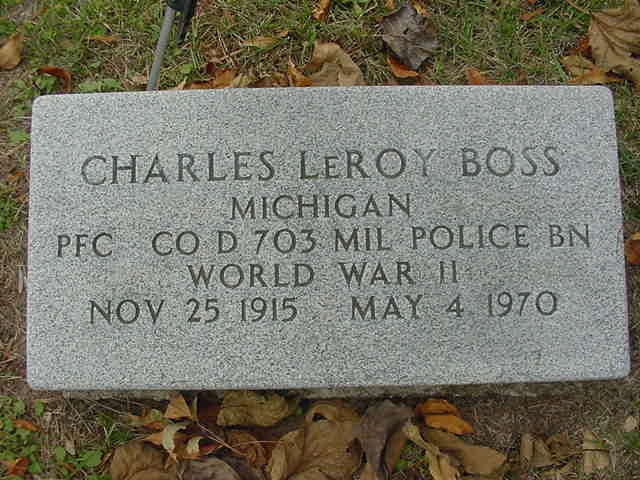 CHARLES LEROY BOSS
MICHIGAN
PFC CO D 703 MIL POLICE BN
WORLD WAR II
NOV 25 1915 MAY 4 1970